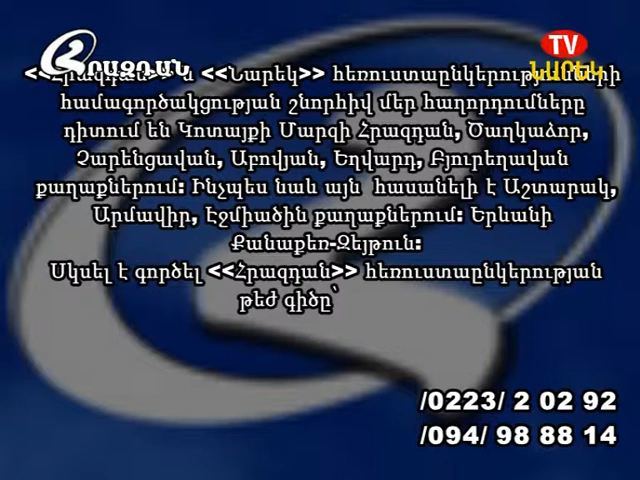 ՀՐԱԶԴԱՆ
TV
ՆԱՐԵԿ
<<Հրազդան>> և <<Նարեկ>> հեռուստաընկերությունների
համագործակցության շնորհիվ մեր հաղորդումները
դիտում են Կոտայքի Մարզի Հրազդան, Ծաղկաձոր,
Չարենցավան, Աբովյան, Եղվարդ, Բյուրեղավան
քաղաքներում: Ինչպես նաև այն հասանելի է Աշտարակ,
Արմավիր, Էջմիածին քաղաքներում: Երևանի
Քանաքեռ-Զեյթուն:
Սկսել է գործել <<Հրազդան>> հեռուստաընկերության
թեժ գիծը՝
/0223/ 2 02 92
/094/ 98 88 14